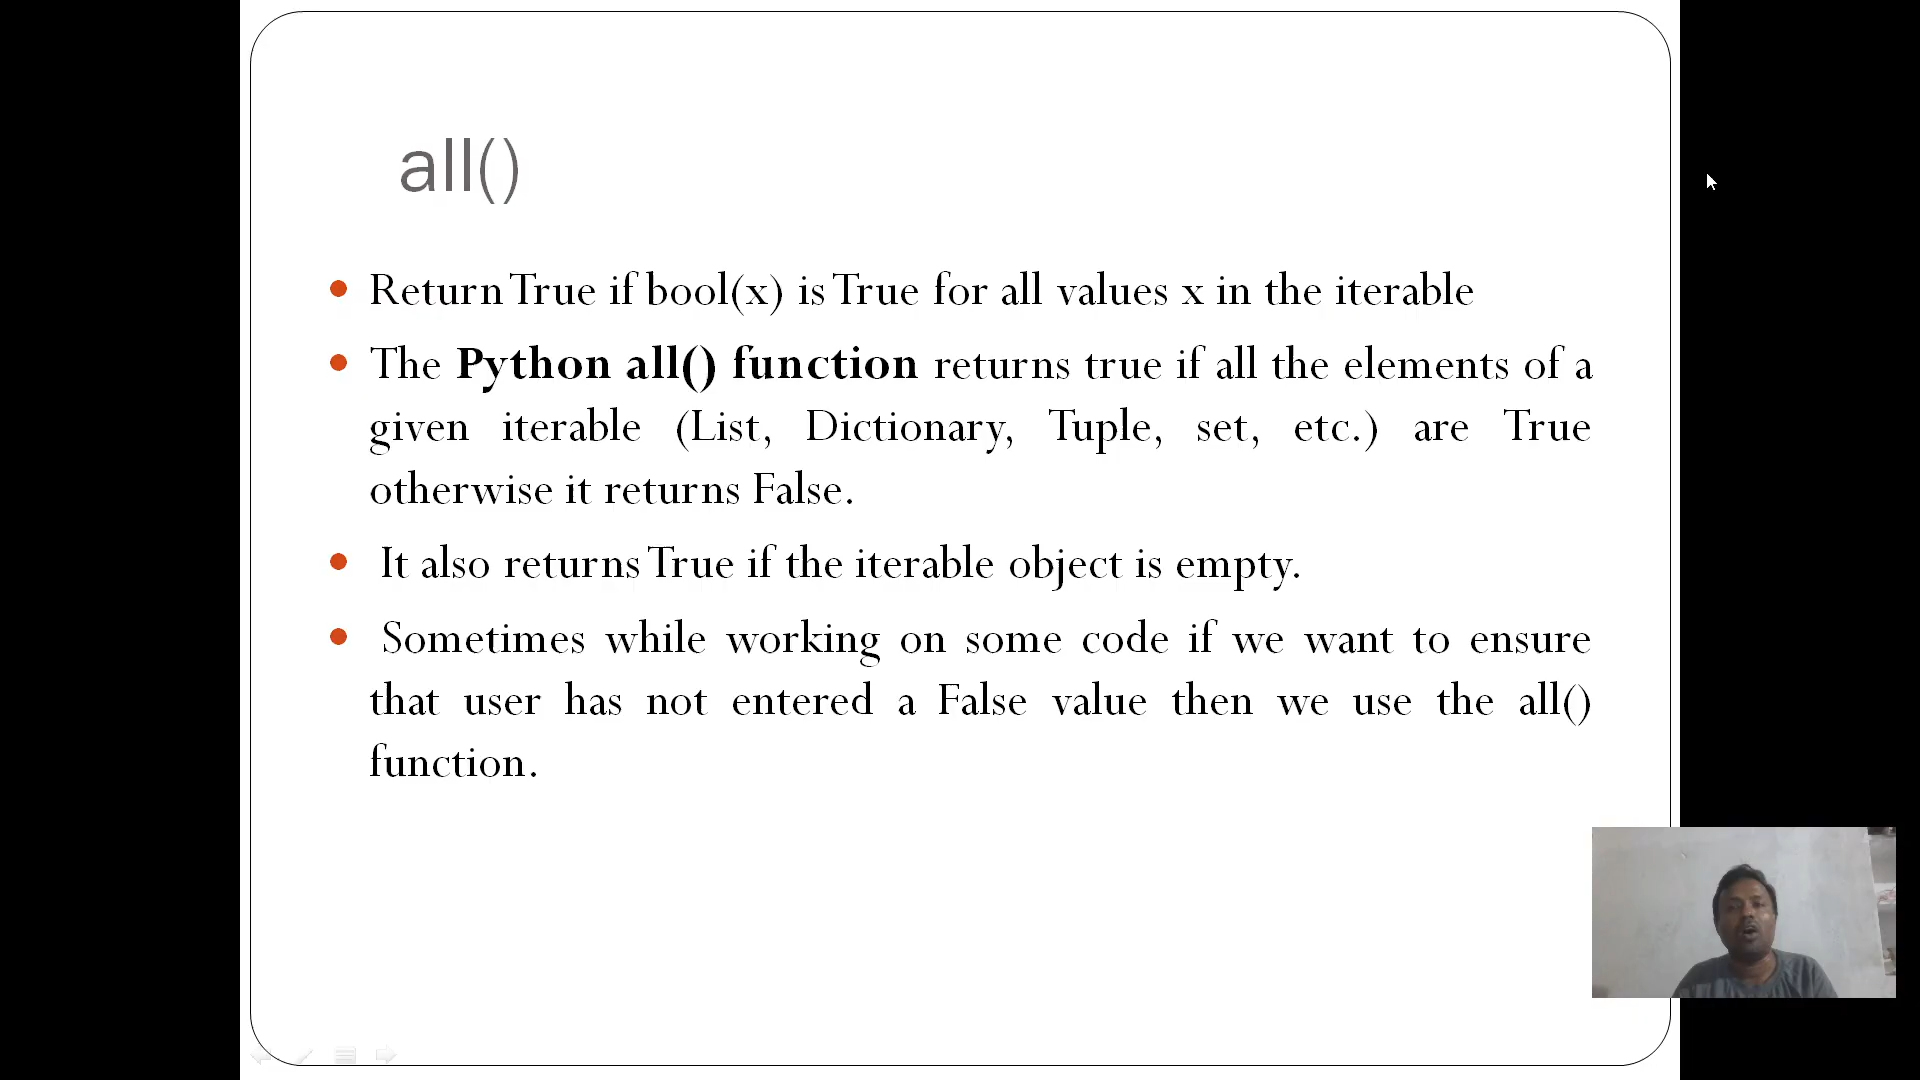 all()
Return True if bool(x) is True for all values x in the iterable
The Python all() function returns true if all the elements of a
given iterable (List, Dictionary, Tuple, set, etc.) are True
otherwise it returns False.
It also returns True if the iterable object is empty.
Sometimes while working on some code if we want to ensure
that user has not entered a False value then we use the all()
function.